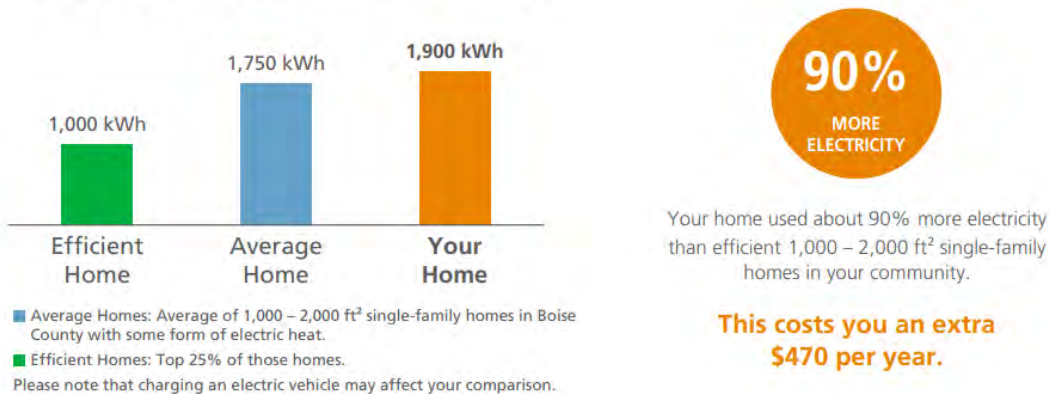 1,000 kWh
1,750 kWh
1,900 kWh
Efficient
Home
Average
Home
Your
Home
Average Homes: Average of 1,000 – 2,000 ft² single-family homes in Boise
County with some form of electric heat.
Efficient Homes: Top 25% of those homes.
Please note that charging an electric vehicle may affect your comparison.
90%
MORE
ELECTRICITY
Your home used about 90% more electricity
than efficient 1,000 – 2,000 ft² single-family
homes in your community.
This costs you an extra
$470 per year.